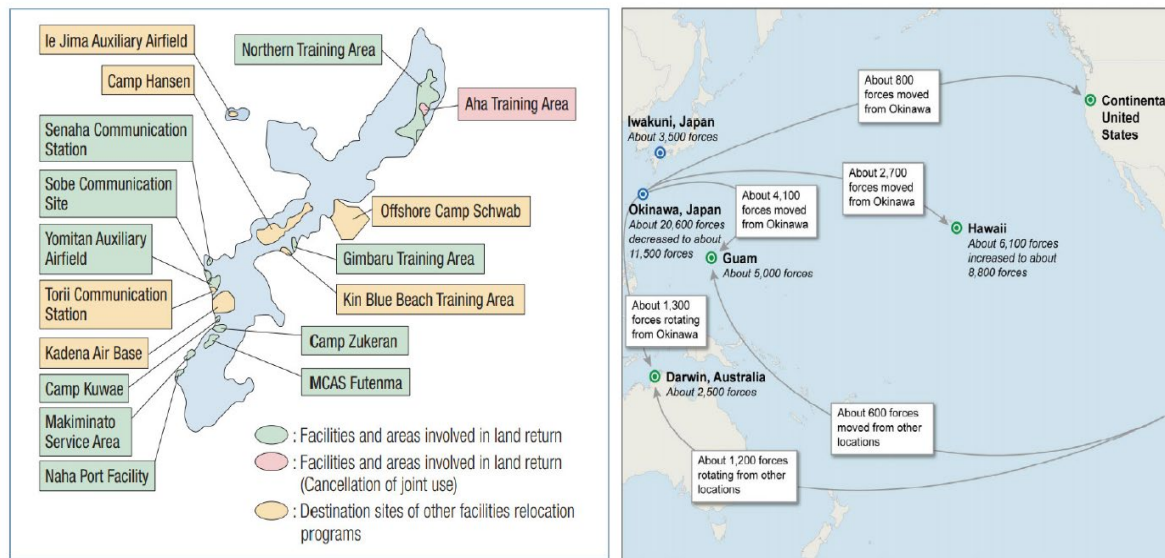 Ie Jima Auxiliary Airfield
Camp Hansen
Senaha Communication
Station
Sobe Communication
Site
Yomitan Auxiliary
Airfield
Torii Communication
Station
Kadena Air Base
Camp Kuwae
Makiminato
Service Area
Naha Port Facility
Northern Training Area
Aha Training Area
Offshore Camp Schwab
Gimbaru Training Area
Kin Blue Beach Training Area
Camp Zukeran
MCAS Futenma
: Facilities and areas involved in land return
: Facilities and areas involved in land return
(Cancellation of joint use)
: Destination sites of other facilities relocation
programs
About 800
forces moved
from Okinawa
Continenta
United
States
Iwakuni, Japan
About 3,500 forces
About 2,700
forces moved
from Okinawa
About 4,100
forces moved
from Okinawa
Okinawa, Japan
About 20,600 forces
decreased to about
11,500 forces
Hawaii
About 6,100 forces
increased to about
8,800 forces
Guam
About 5,000 forces
About 1,300
forces rotating
from Okinawa
Darwin, Australia
About 2,500 forces
About 600 forces
moved from other
locations
About 1,200 forces
rotating from other
locations